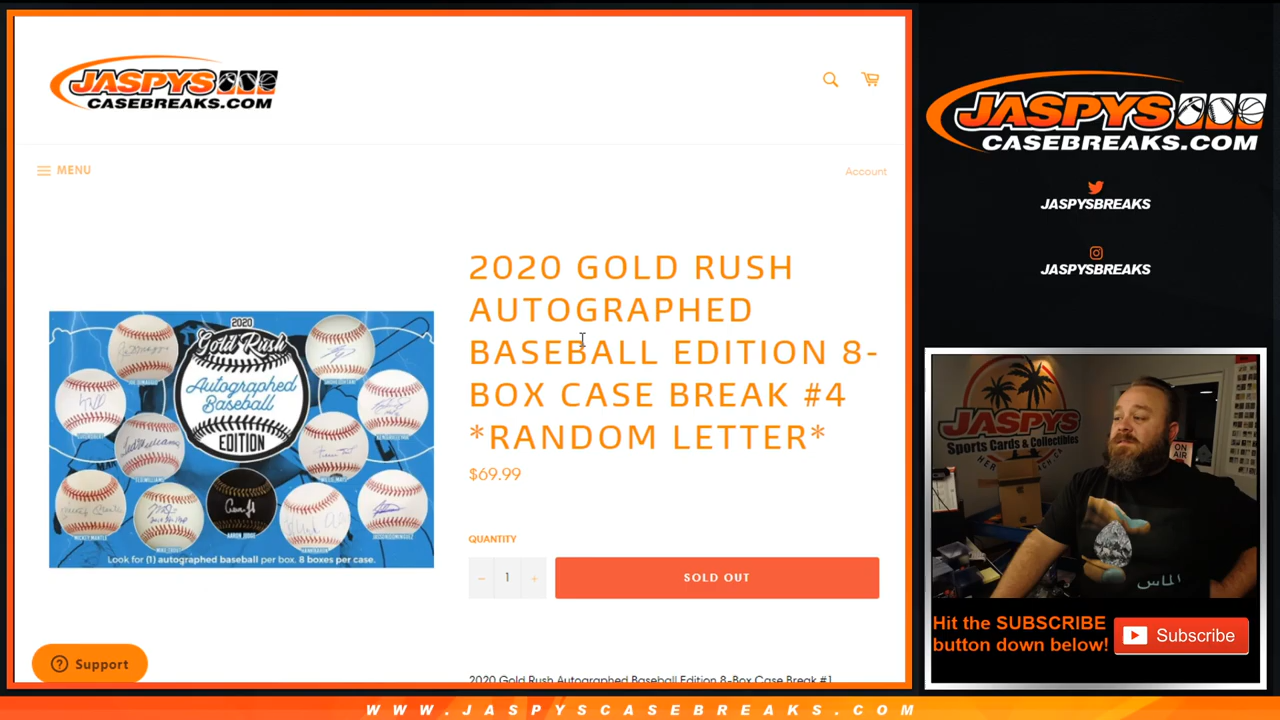 JASPYS
CASEBREAKS.COM
MENU
Account
2020
Gold Rush
Autographed
Baseball
EDITION
Look for (1) autographed baseball per box. 8 boxes per case.
2020 GOLD RUSH
AUTOGRAPHED
BASEBALL EDITION 8-
BOX CASE BREAK #4
*RANDOM LETTER*
$69.99
QUANTITY
− 1 +
SOLD OUT
2020 Gold Rush Autographed Baseball Edition 8-Box Case Break #1
Support
JASPYS
CASEBREAKS.COM
JASPYSBREAKS
JASPYSBREAKS
JASPYS
Sports Cards & Collectibles
ON
AIR
الماس
Hit the SUBSCRIBE
button down below!
Subscribe
WWW.JASPYSCASEBREAKS.COM